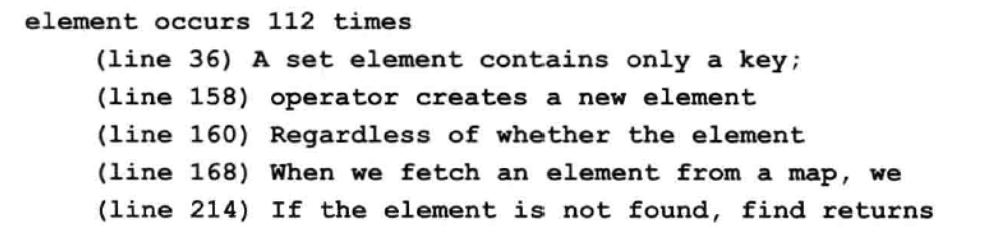 element occurs 112 times
(line 36) A set element contains only a key;
(line 158) operator creates a new element
(line 160) Regardless of whether the element
(line 168) When we fetch an element from a map, we
(line 214) If the element is not found, find returns